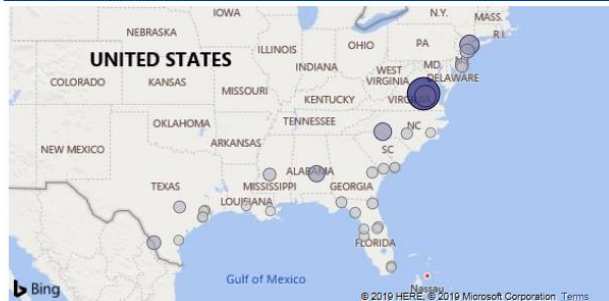 IOWA
N.Y.
MASS.
NEBRASKA
R.I.
OHIO
PA
ILLINOIS
UNITED STATES
INDIANA
MD.
WEST
VIRGINIA
DELAWARE
COLORADO
KANSAS
MISSOURI
KENTUCKY
VIRGINIA
TENNESSEE
NC
OKLAHOMA
ARKANSAS
NEW MEXICO
SC
ALABAMA
TEXAS
MISSISSIPPI
GEORGIA
LOUISIANA
FLORIDA
Gulf of Mexico
Nassau
Bing
© 2019 HERE, © 2019 Microsoft Corporation Terms